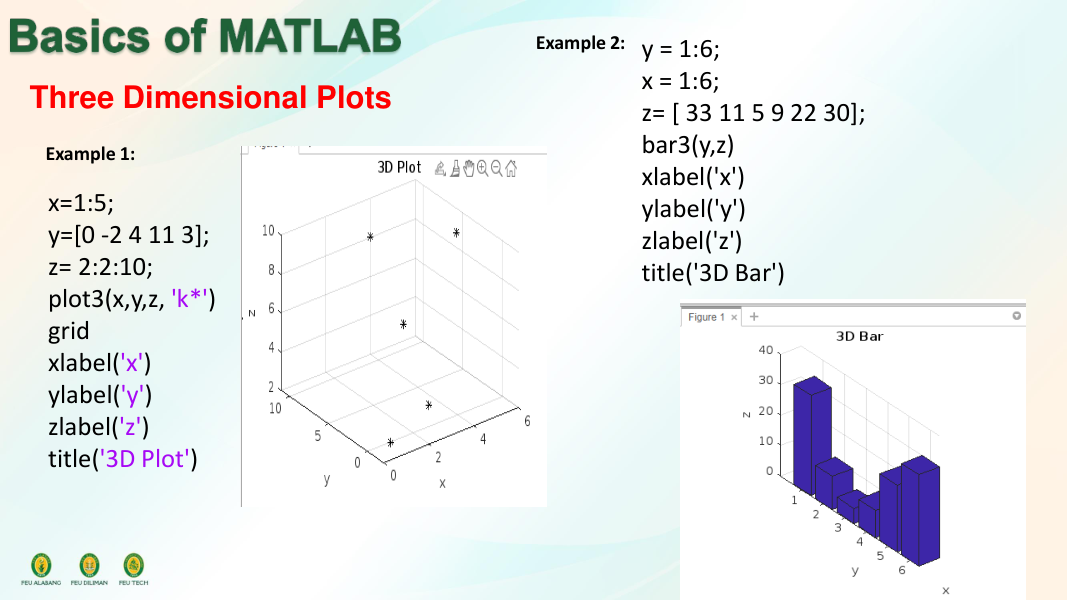 Basics of MATLAB
Three Dimensional Plots
Example 1:
x=1:5;
y=[0 -2 4 11 3];
z= 2:2:10;
plot3(x,y,z, 'k*')
grid
xlabel('x')
ylabel('y')
zlabel('z')
title('3D Plot')
3D Plot
10
8
6
4
2
z
10
5
0
y
0
2
4
6
x
Example 2:
y = 1:6;
x = 1:6;
z= [ 33 11 5 9 22 30];
bar3(y,z)
xlabel('x')
ylabel('y')
zlabel('z')
title('3D Bar')
Figure 1 × +
3D Bar
40
30
20
10
0
z
1
2
3
4
5
6
y
x
FEU ALABANG FEU DILIMAN FEU TECH